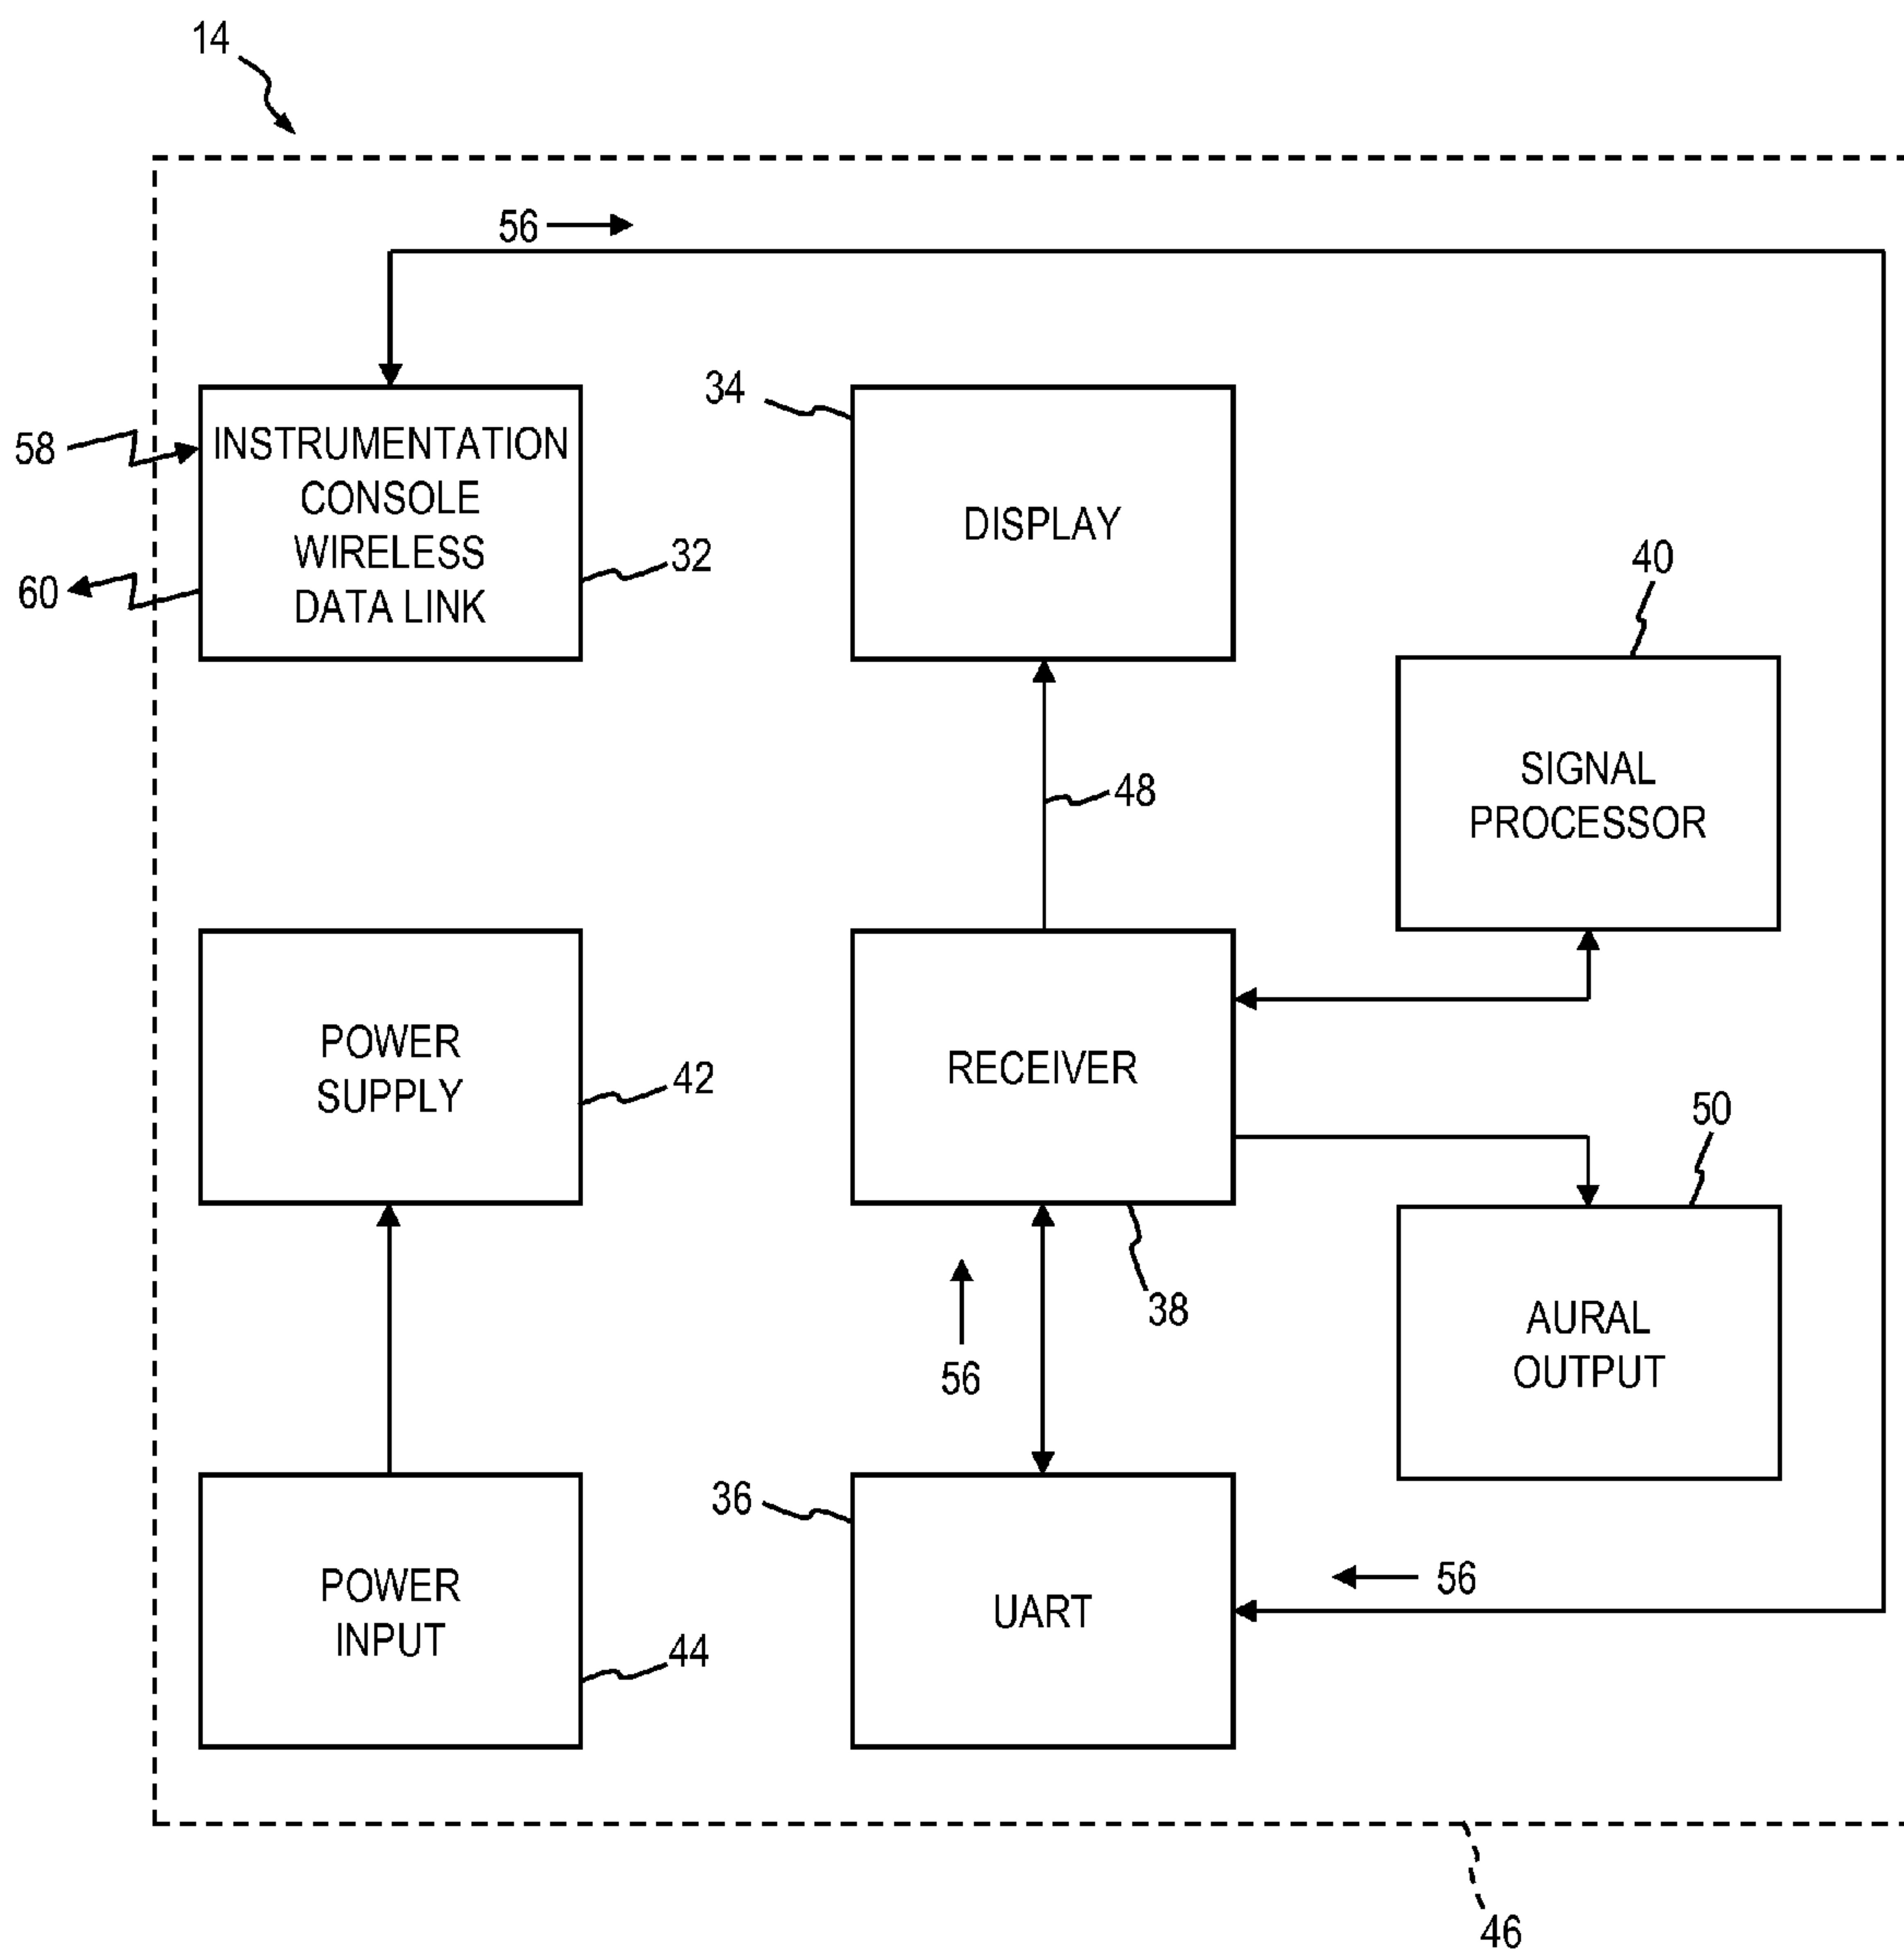 14
56
INSTRUMENTATION
CONSOLE
WIRELESS
DATA LINK
58
60
32
34
DISPLAY
40
SIGNAL
PROCESSOR
48
POWER
SUPPLY
42
RECEIVER
38
50
AURAL
OUTPUT
56
36
UART
56
POWER
INPUT
44
46